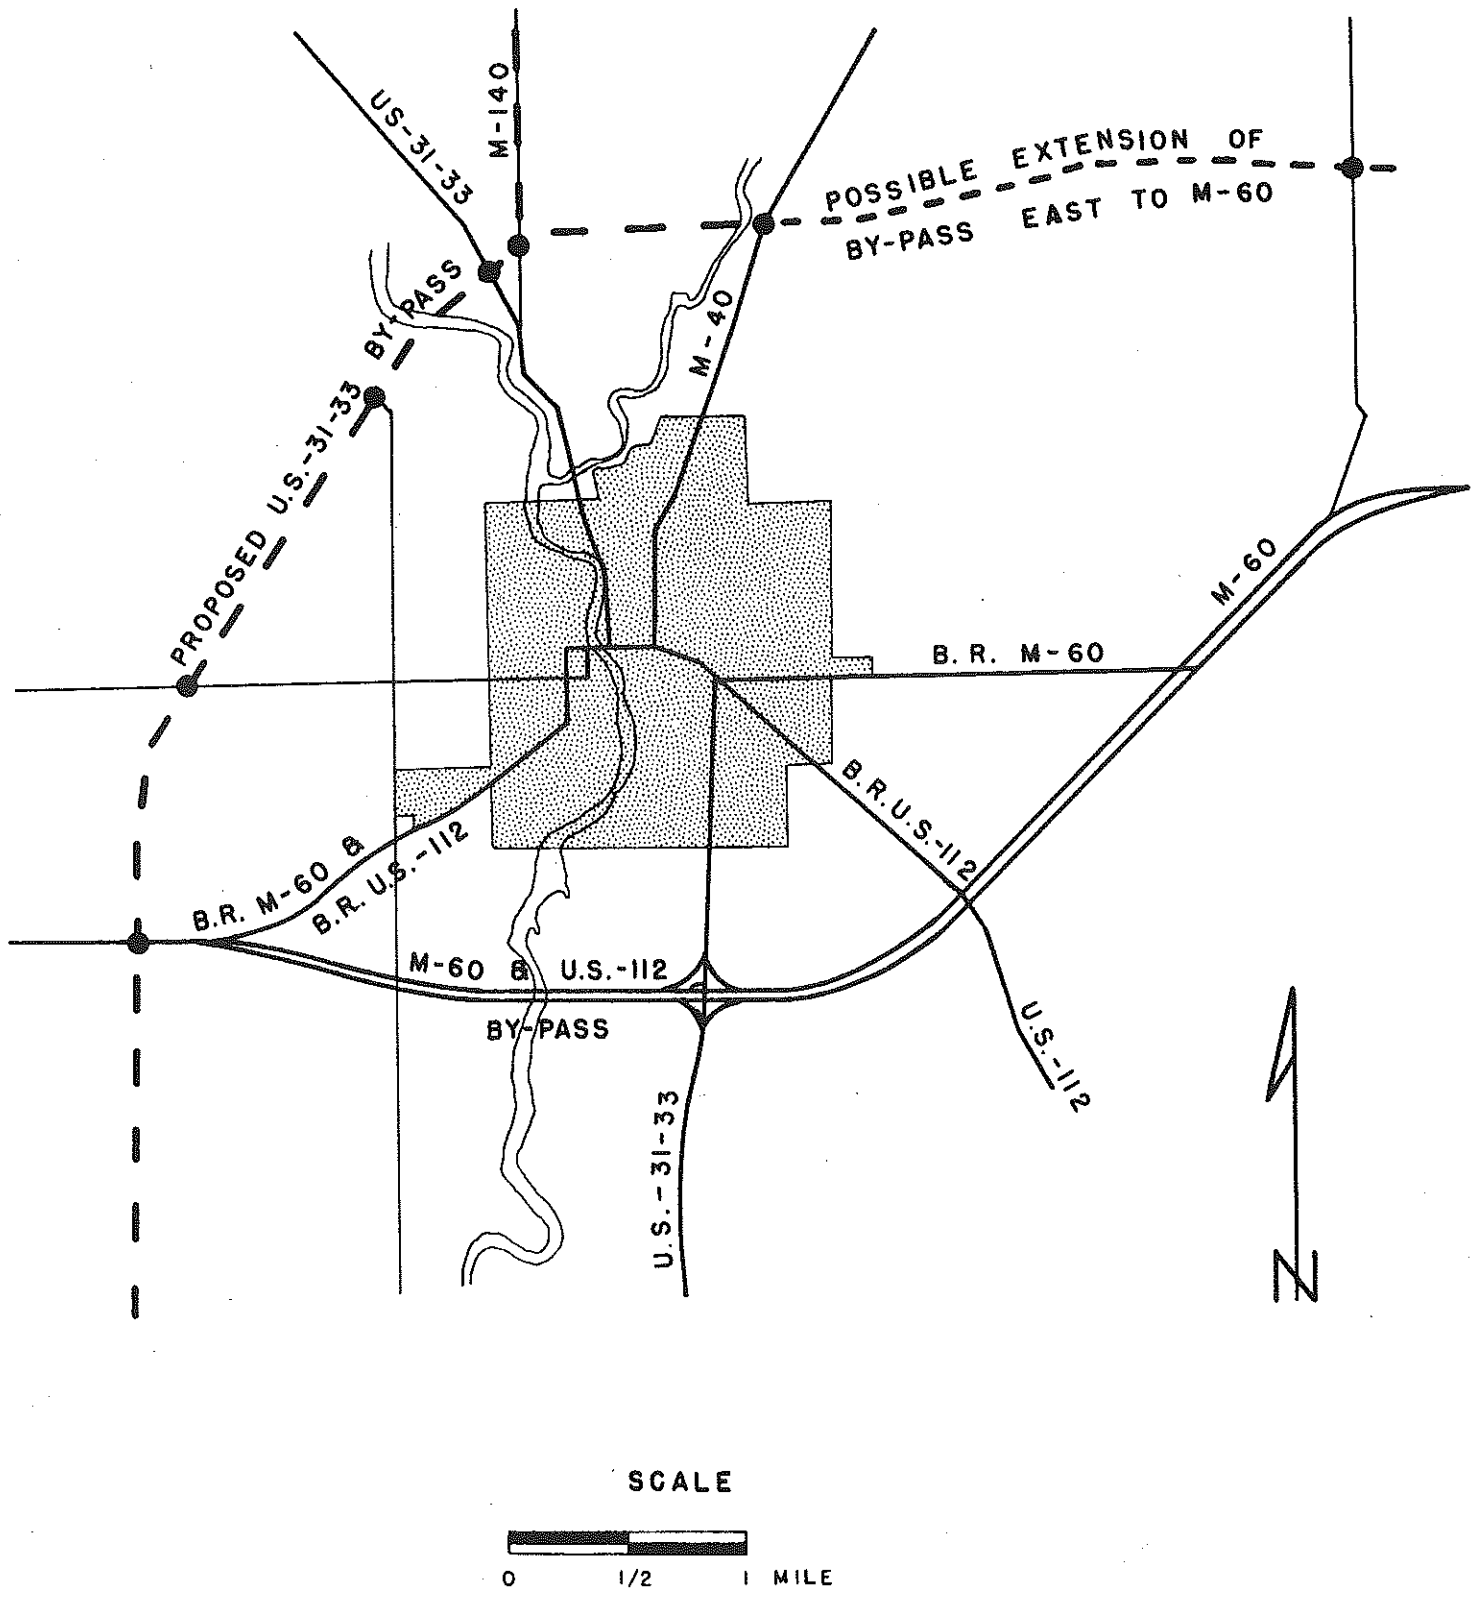 US-31-33
M-140
POSSIBLE EXTENSION OF
BY-PASS EAST TO M-60
M-40
PROPOSED U.S.-31-33 BY-PASS
M-60
B. R. M-60
B.R.U.S.-112
B.R. M-60 &
B.R. U.S.-112
M-60 & U.S.-112
BY-PASS
U.S.-112
U.S.-31-33
N
SCALE
0 1/2 1 MILE